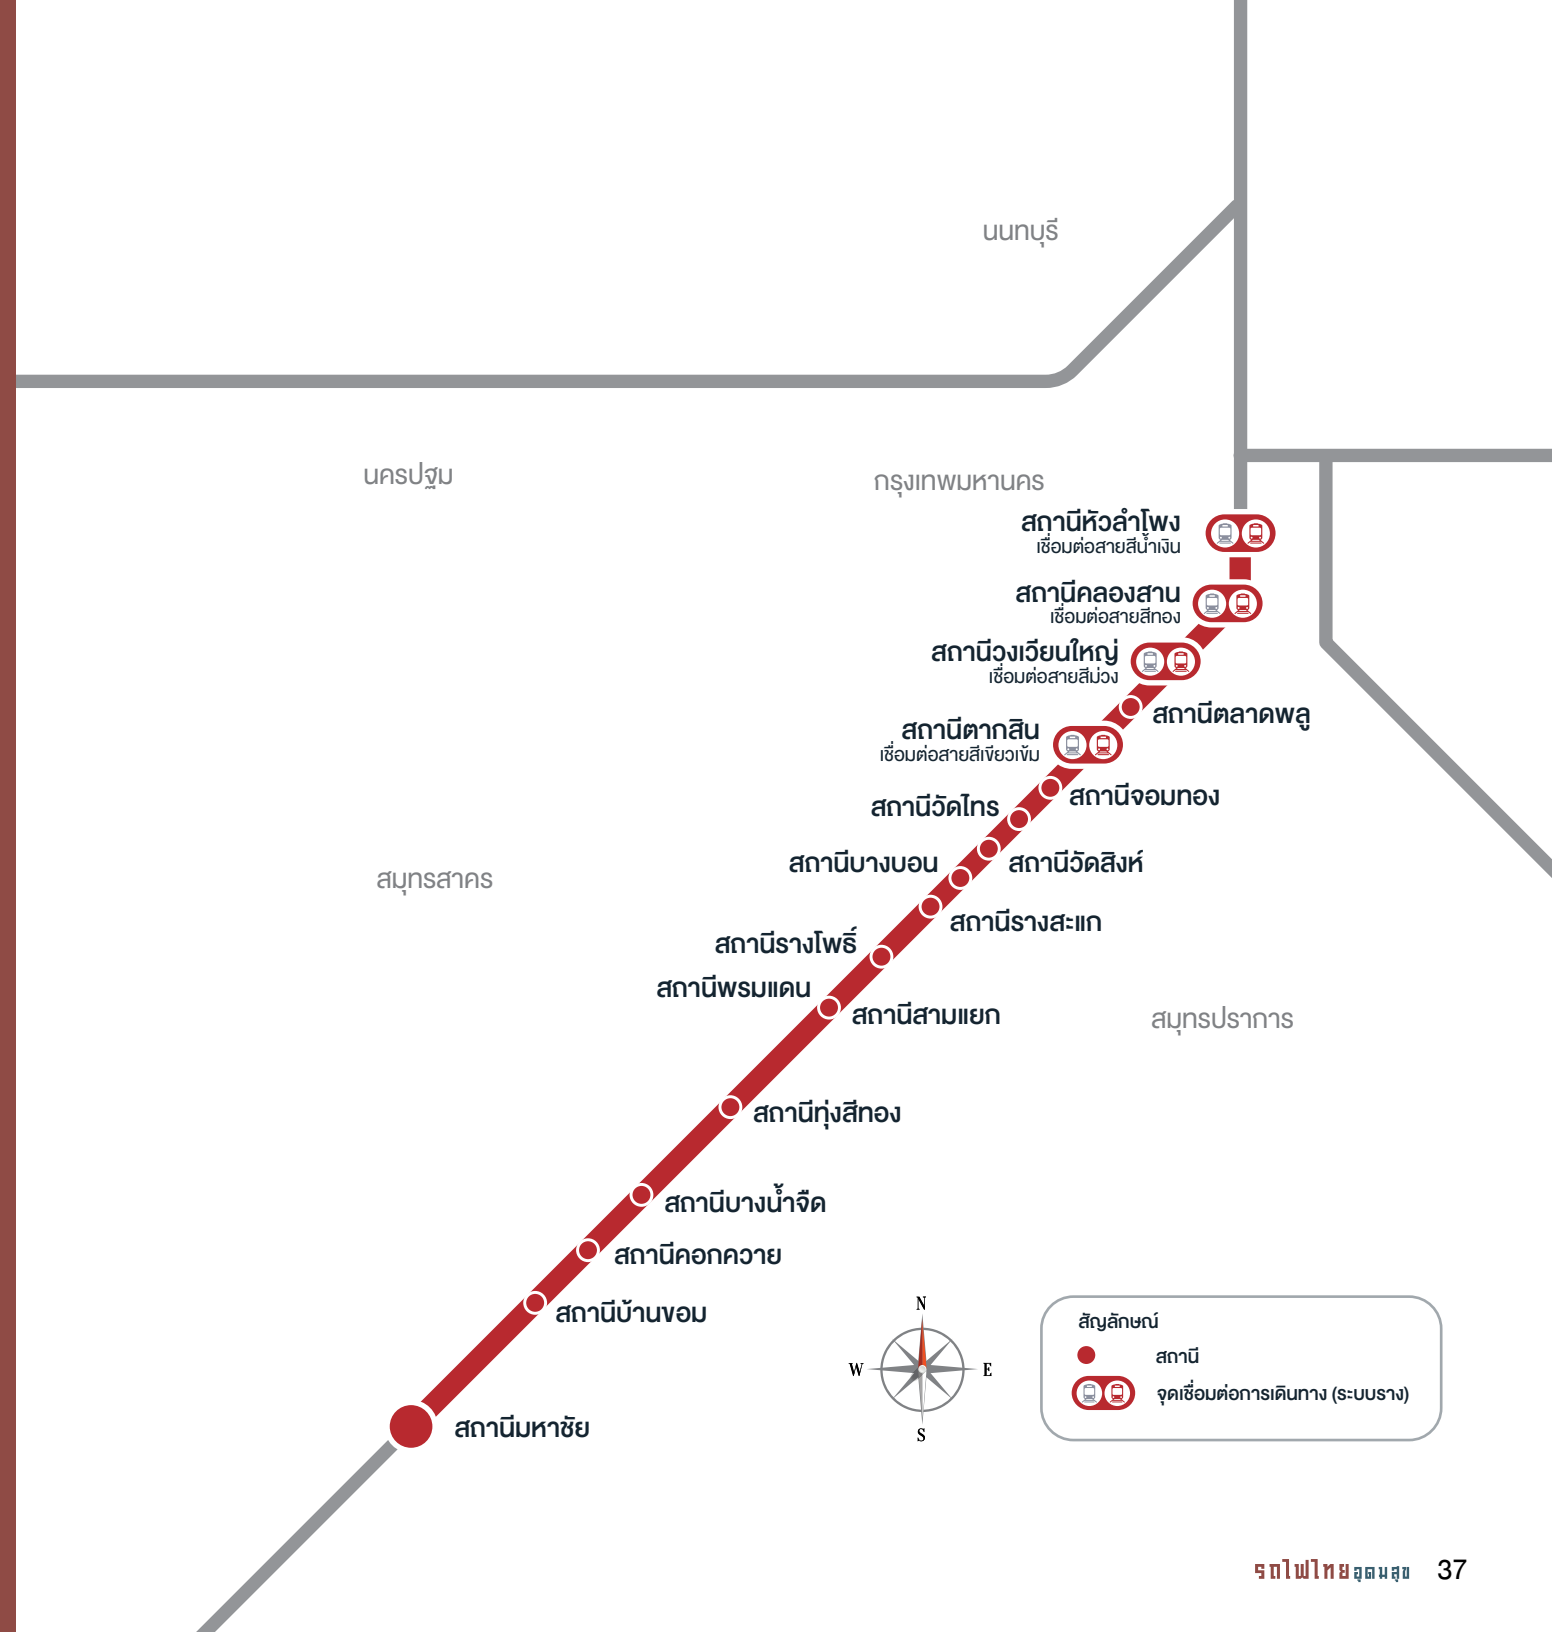 นนทบุรี
นครปฐม
กรุงเทพมหานคร
สถานีหัวลำโพง
เชื่อมต่อสายสีน้ำเงิน
สถานีคลองสาน
เชื่อมต่อสายสีทอง
สถานีวงเวียนใหญ่
เชื่อมต่อสายสีม่วง
สถานีตลาดพลู
สถานีตากสิน
เชื่อมต่อสายสีเขียวเข้ม
สถานีจอมทอง
สถานีวัดไทร
สถานีบางบอน
สถานีวัดสิงห์
สมุทรสาคร
สถานีรางสะแก
สถานีรางโพธิ์
สถานีพรมแดน
สถานีสามแยก
สมุทรปราการ
สถานีทุ่งสีทอง
สถานีบางน้ำจืด
สถานีคอกควาย
สถานีบ้านขอม
สถานีมหาชัย
N
W
E
S
สัญลักษณ์
สถานี
จุดเชื่อมต่อการเดินทาง (ระบบราง)
รถไฟไทยอุดมสุข 37